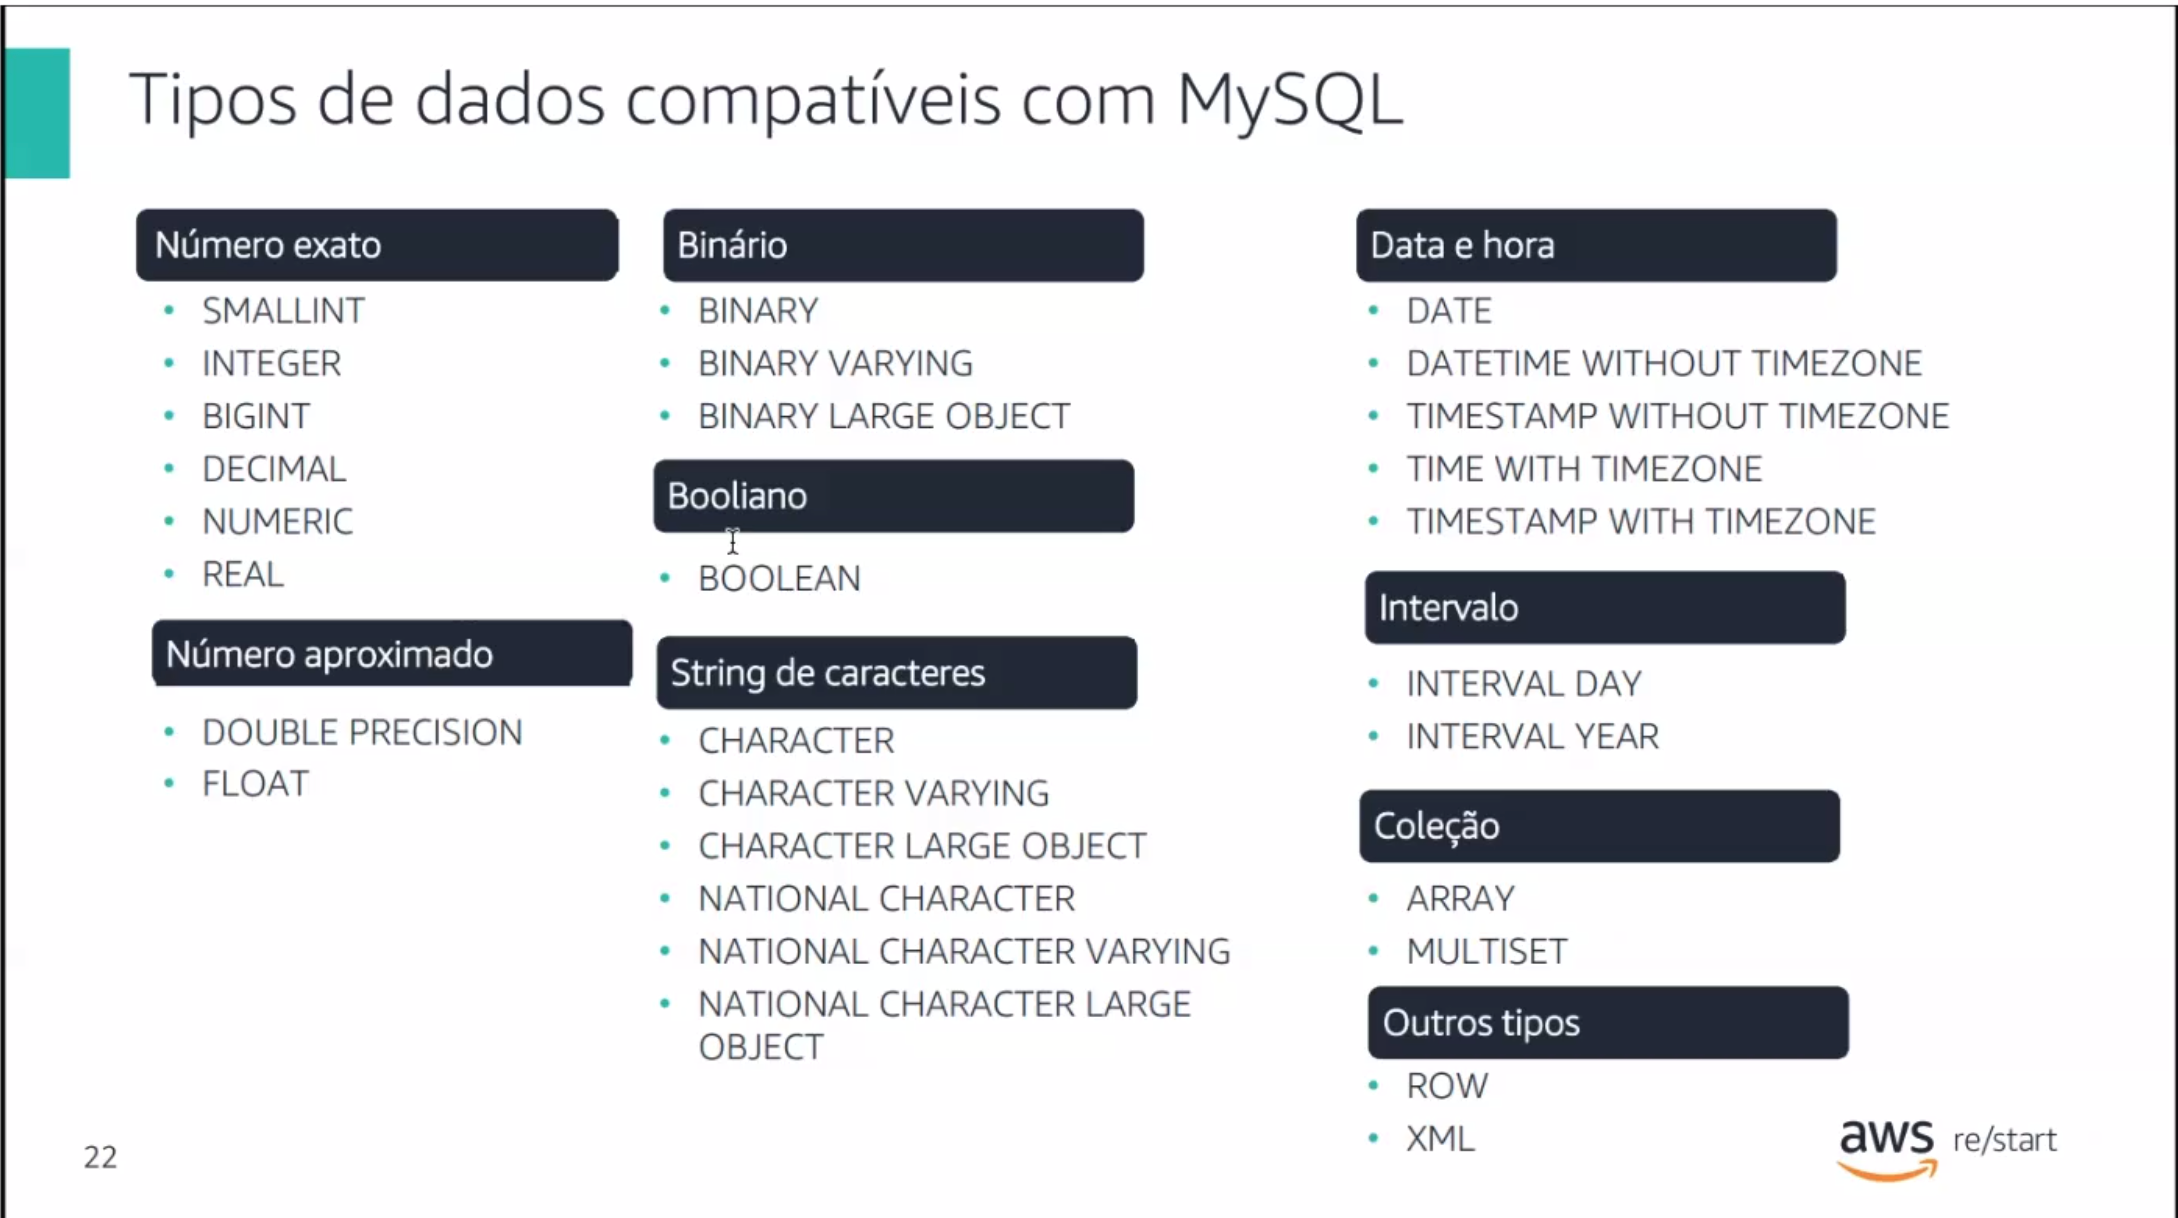 Tipos de dados compatíveis com MySQL
Número exato
• SMALLINT
• INTEGER
• BIGINT
• DECIMAL
• NUMERIC
• REAL
Número aproximado
• DOUBLE PRECISION
• FLOAT
Binário
• BINARY
• BINARY VARYING
• BINARY LARGE OBJECT
Booliano
• BOOLEAN
String de caracteres
• CHARACTER
• CHARACTER VARYING
• CHARACTER LARGE OBJECT
• NATIONAL CHARACTER
• NATIONAL CHARACTER VARYING
• NATIONAL CHARACTER LARGE
OBJECT
Data e hora
• DATE
• DATETIME WITHOUT TIMEZONE
• TIMESTAMP WITHOUT TIMEZONE
• TIME WITH TIMEZONE
• TIMESTAMP WITH TIMEZONE
Intervalo
• INTERVAL DAY
• INTERVAL YEAR
Coleção
• ARRAY
• MULTISET
Outros tipos
• ROW
• XML
22
aws re/start